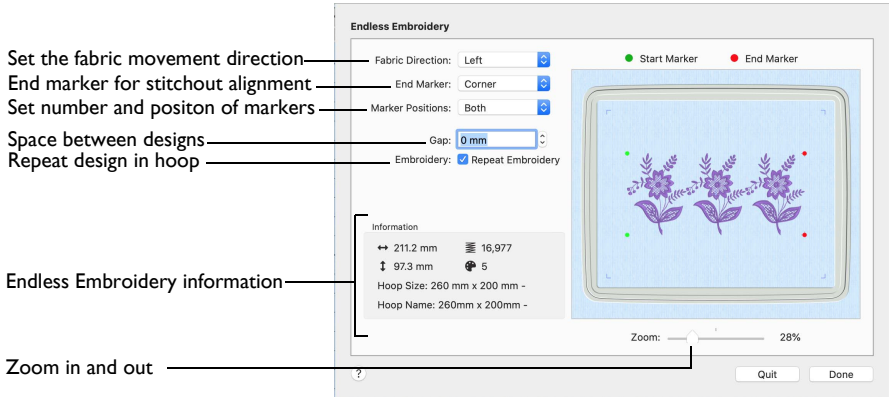 Endless Embroidery
Set the fabric movement direction
Fabric Direction: Left
Start Marker End Marker
End marker for stitchout alignment
End Marker: Corner
Set number and positon of markers
Marker Positions: Both
Space between designs
Gap: 0 mm
Repeat design in hoop
Embroidery: Repeat Embroidery
Information
211.2 mm 16,977
97.3 mm 5
Endless Embroidery information
Hoop Size: 260 mm x 200 mm -
Hoop Name: 260mm x 200mm -
Zoom: 28%
Zoom in and out
? Quit Done